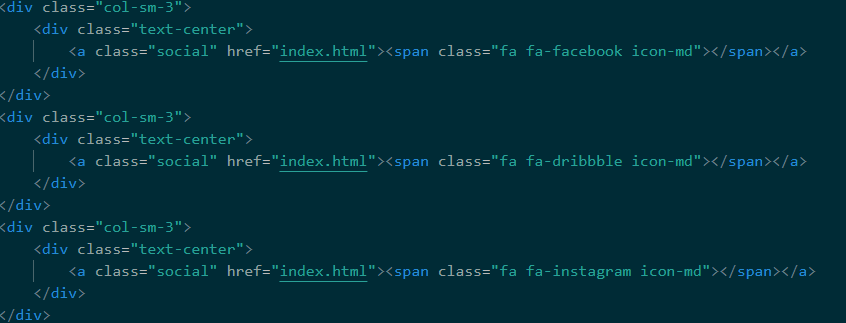 <div class="col-sm-3">
    <div class="text-center">
        <a class="social" href="index.html"><span class="fa fa-facebook icon-md"></span></a>
    </div>
</div>
<div class="col-sm-3">
    <div class="text-center">
        <a class="social" href="index.html"><span class="fa fa-dribbble icon-md"></span></a>
    </div>
</div>
<div class="col-sm-3">
    <div class="text-center">
        <a class="social" href="index.html"><span class="fa fa-instagram icon-md"></span></a>
    </div>
</div>